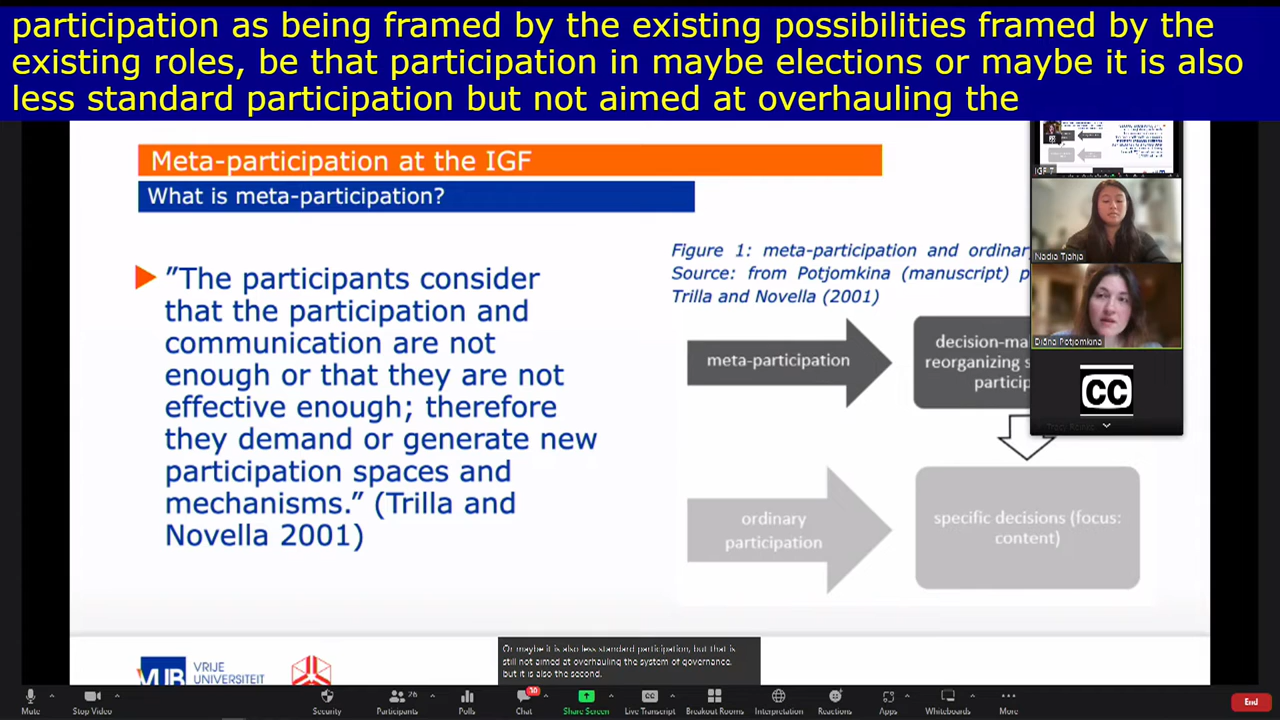 participation as being framed by the existing possibilities framed by the
existing roles, be that participation in maybe elections or maybe it is also
less standard participation but not aimed at overhauling the
Meta-participation at the IGF
What is meta-participation?
"The participants consider
that the participation and
communication are not
enough or that they are not
effective enough; therefore
they demand or generate new
participation spaces and
mechanisms." (Trilla and
Novella 2001)
Figure 1: meta-participation and ordinar
Source: from Potjomkina (manuscript) p
Trilla and Novella (2001)
meta-participation
decision-ma
reorganizing s
particip
ordinary
participation
specific decisions (focus:
content)
IGF 7
Nadia Tjahja
Diāna Potjomkina
CC
VUB
VRIJE
UNIVERSITEIT
Or maybe it is also less standard participation, but that is
still not aimed at overhauling the system of governance,
but it is also the second.
Mute
Stop Video
Security
26
Participants
Polls
10
Chat
Share Screen
CC
Live Transcript
Breakout Rooms
Interpretation
Reactions
Apps
Whiteboards
More
End